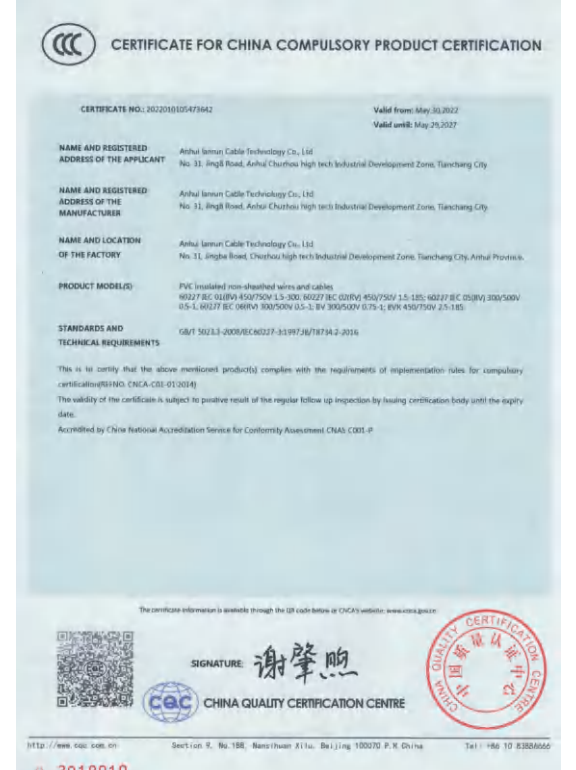 CERTIFICATE FOR CHINA COMPULSORY PRODUCT CERTIFICATION
CERTIFICATE NO.: 2022010105473642
Valid from: May 30,2022
Valid until: May 29,2027
NAME AND REGISTERED
ADDRESS OF THE APPLICANT
Cable Technology Co., Ltd
No. 31, Road, Anhui Chuzhou high tech Industrial Development Zone, Tianchang City
NAME AND REGISTERED
ADDRESS OF THE
MANUFACTURER
Cable Technology Co., Ltd
No. 31, Road, Anhui Chuzhou high tech Industrial Development Zone, Tianchang City
NAME AND LOCATION
OF THE FACTORY
Cable Technology Co., Ltd
No. 31, Road, Chuzhou high tech Industrial Development Zone, Tianchang City, Anhui Province.
PRODUCT MODEL(S)
PVC insulated non-sheathed wires and cables
60227 IEC 01(BV) 450/750V 1.5-300; 60227 IEC 02(RV) 450/750V 1.5-185; 60227 IEC 05(BV) 300/500V
0.5-1; 60227 IEC 06(RV) 300/500V 0.5-1; BV 300/500V 0.75-1; BVR 450/750V 2.5-185
STANDARDS AND
TECHNICAL REQUIREMENTS
GB/T 5023.3-2008/IEC60227-3:1997;JB/T8734.2-2016
This is to certify that the above mentioned product(s) complies with the requirements of implementation rules for compulsory
certification(REF NO. CNCA-C01-01:2014)
The validity of the certificate is subject to positive result of the regular follow up inspection by issuing certification body until the expiry
date.
Accredited by China National Accreditation Service for Conformity Assessment CNAS C001-P
The certificate information is available through the QR code below or CNCA's website: www.cnca.gov.cn
SIGNATURE: 谢肇煦
CQC CHINA QUALITY CERTIFICATION CENTRE
CHINA QUALITY CERTIFICATION CENTRE
中国质量认证中心
http://www.cqc.com.cn
Section 9, No.188, Nansihuan Xilu, Beijing 100070 P.R.China
Tel: +86 10 83886666